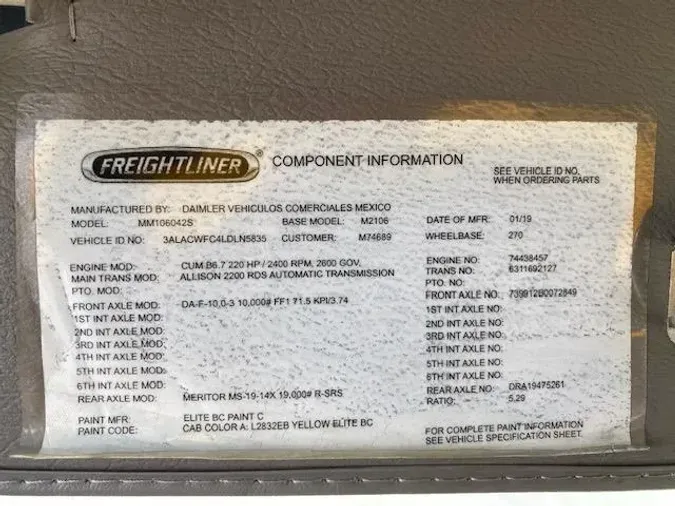 FREIGHTLINER ® COMPONENT INFORMATION
SEE VEHICLE ID NO.
WHEN ORDERING PARTS
MANUFACTURED BY: DAIMLER VEHICULOS COMERCIALES MEXICO
MODEL: MM106042S BASE MODEL: M2106 DATE OF MFR: 01/19
VEHICLE ID NO: 3ALACWFC4LDLN5835 CUSTOMER: M74689 WHEELBASE: 270
ENGINE MOD: CUM B6.7 220 HP / 2400 RPM, 2600 GOV, ENGINE NO: 74438457
MAIN TRANS MOD: ALLISON 2200 RDS AUTOMATIC TRANSMISSION TRANS NO: 6311692127
PTO. MOD: PTO. NO:
FRONT AXLE MOD: DA-F-10.0-3 10,000# FF1 71.5 KPI/3.74 FRONT AXLE NO: 739912B0072849
1ST INT AXLE MOD: 1ST INT AXLE NO:
2ND INT AXLE MOD: 2ND INT AXLE NO:
3RD INT AXLE MOD: 3RD INT AXLE NO:
4TH INT AXLE MOD: 4TH INT AXLE NO:
5TH INT AXLE MOD: 5TH INT AXLE NO:
6TH INT AXLE MOD: 6TH INT AXLE NO:
REAR AXLE MOD: MERITOR MS-19-14X 19,000# R-SRS REAR AXLE NO: DRA19475261
RATIO: 5.29
PAINT MFR: ELITE BC PAINT C
PAINT CODE: CAB COLOR A: L2832EB YELLOW ELITE BC
FOR COMPLETE PAINT INFORMATION
SEE VEHICLE SPECIFICATION SHEET.